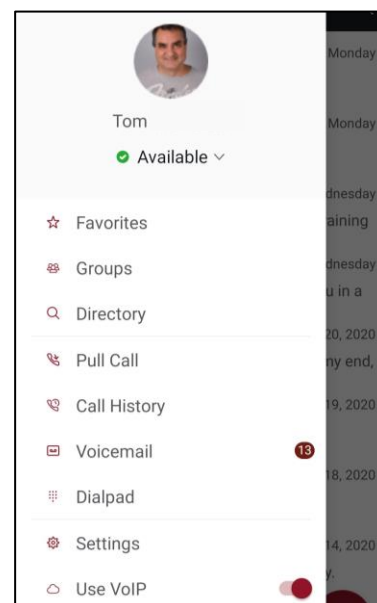 Monday
Tom
Monday
Available
dnesday
Favorites
aining
Groups
dnesday
u in a
Directory
20, 2020
Pull Call
ny end,
Call History
19, 2020
Voicemail
13
18, 2020
Dialpad
Settings
14, 2020
Use VoIP
y.